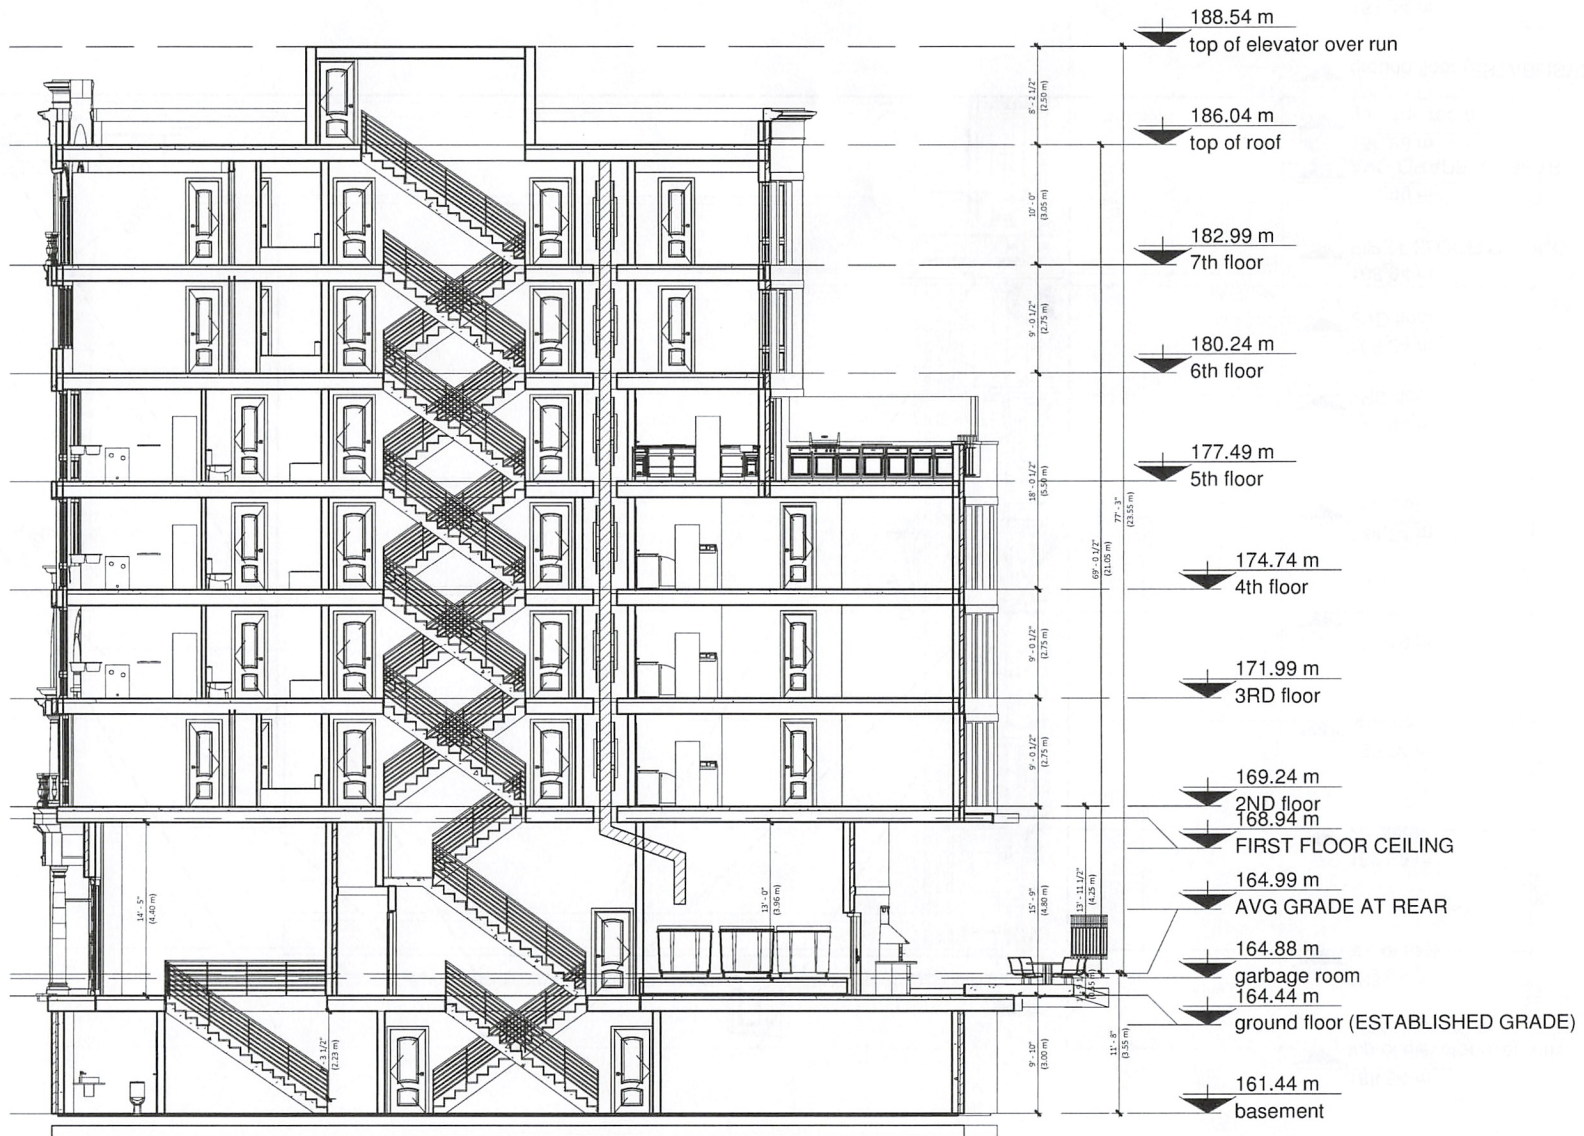 188.54 m
top of elevator over run
8' - 2 1/2"
(2.50 m)
186.04 m
top of roof
10' - 0"
(3.05 m)
182.99 m
7th floor
9' - 0 1/2"
(2.75 m)
180.24 m
6th floor
18' - 0 1/2"
(5.50 m)
177.49 m
5th floor
77' - 3"
(23.55 m)
69' - 0 1/2"
(21.05 m)
174.74 m
4th floor
9' - 0 1/2"
(2.75 m)
171.99 m
3RD floor
9' - 0 1/2"
(2.75 m)
169.24 m
2ND floor
168.94 m
FIRST FLOOR CEILING
14' - 5"
(4.40 m)
13' - 0"
(3.96 m)
15' - 9"
(4.80 m)
13' - 11 1/2"
(4.25 m)
164.99 m
AVG GRADE AT REAR
164.88 m
garbage room
164.44 m
ground floor (ESTABLISHED GRADE)
(2.23 m)
9' - 10"
(3.00 m)
11' - 8"
(3.55 m)
161.44 m
basement